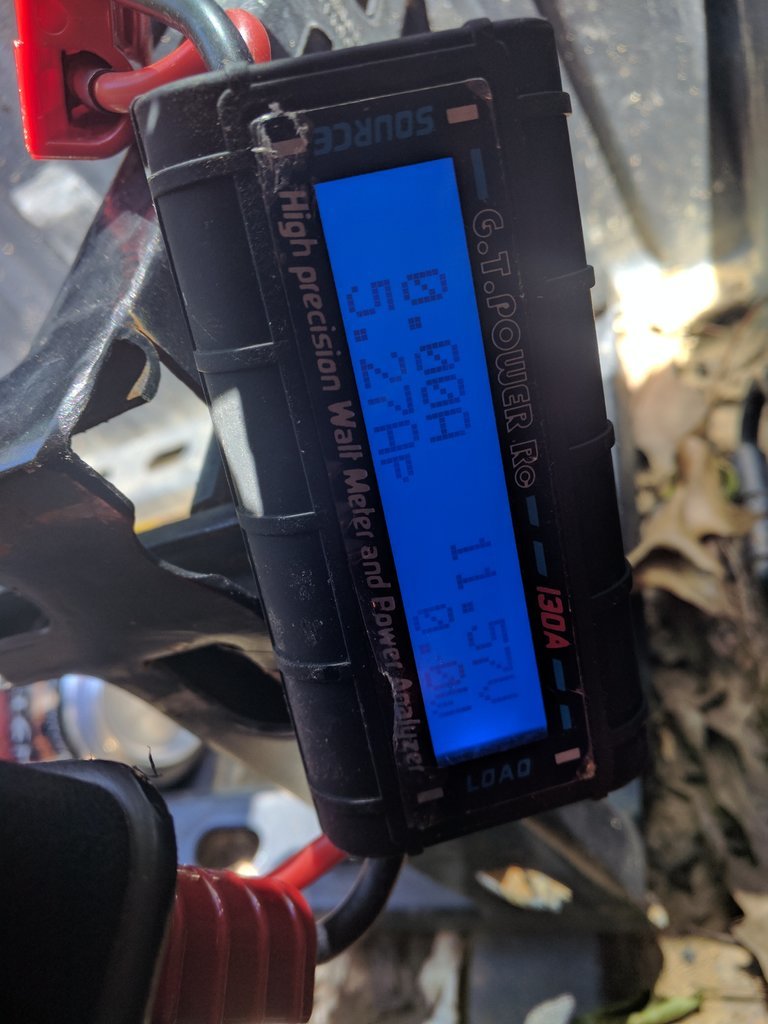 SOURCE
G.T.POWER RC 130A
0.00A 11.57V
5.27AP 0.0W
High precision Watt Meter and Power Analyzer
LOAD